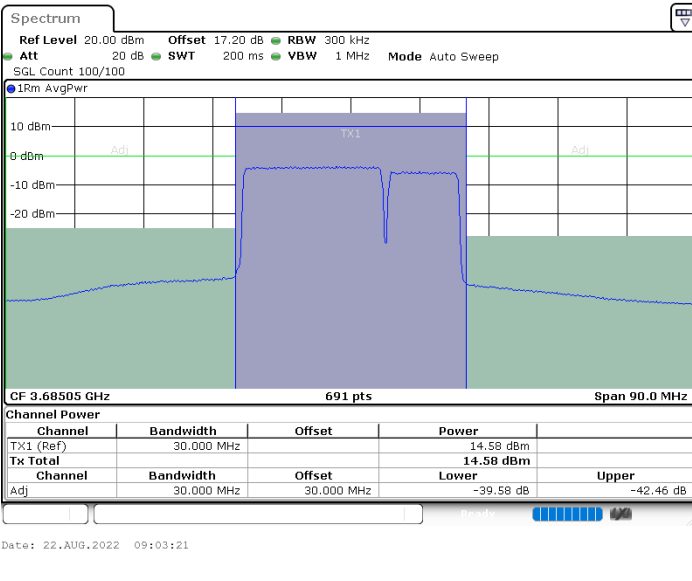 Spectrum
Ref Level 20.00 dBm Offset 17.20 dB RBW 300 kHz
Att 20 dB SWT 200 ms VBW 1 MHz Mode Auto Sweep
SGL Count 100/100
1Rm AvgPwr
10 dBm
TX1
Adj Adj
0 dBm
-10 dBm
-20 dBm
CF 3.68505 GHz 691 pts Span 90.0 MHz
Channel Power
Channel Bandwidth Offset Power
TX1 (Ref) 30.000 MHz 14.58 dBm
Tx Total 14.58 dBm
Channel Bandwidth Offset Lower Upper
Adj 30.000 MHz 30.000 MHz -39.58 dB -42.46 dB
Ready
Date: 22.AUG.2022 09:03:21